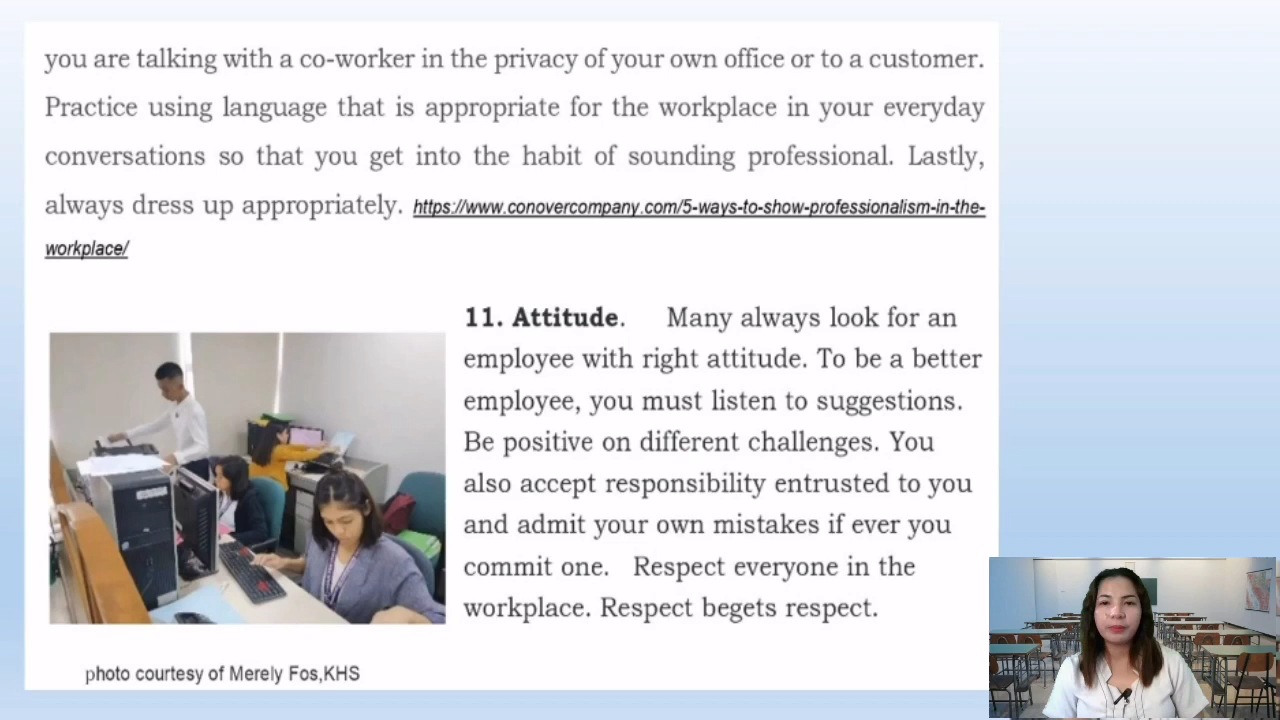 you are talking with a co-worker in the privacy of your own office or to a customer.
Practice using language that is appropriate for the workplace in your everyday
conversations so that you get into the habit of sounding professional. Lastly,
always dress up appropriately. https://www.conovercompany.com/5-ways-to-show-professionalism-in-the-
workplace/
11. Attitude. Many always look for an
employee with right attitude. To be a better
employee, you must listen to suggestions.
Be positive on different challenges. You
also accept responsibility entrusted to you
and admit your own mistakes if ever you
commit one. Respect everyone in the
workplace. Respect begets respect.
photo courtesy of Merely Fos,KHS